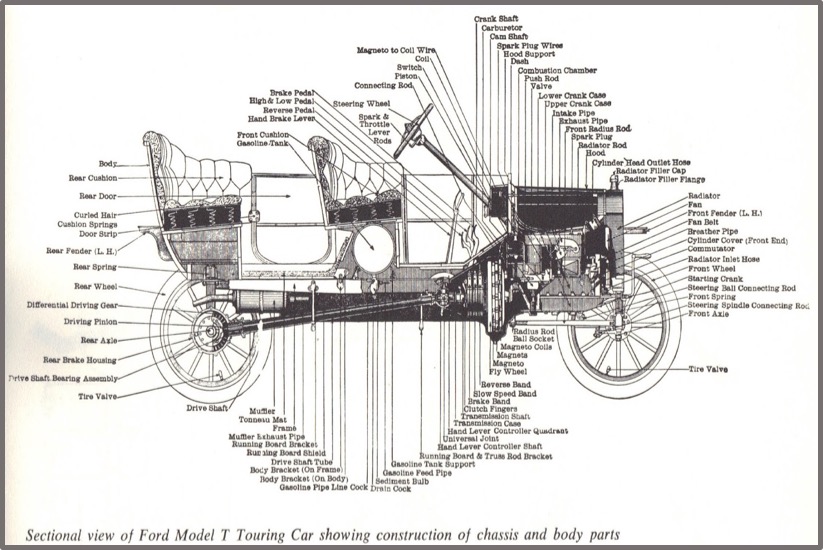 Crank Shaft
Carburetor
Cam Shaft
Spark Plug Wires
Hood Support
Dash
Combustion Chamber
Push Rod
Valve
Lower Crank Case
Upper Crank Case
Intake Pipe
Exhaust Pipe
Front Radius Rod
Spark Plug
Radiator Rod
Hood
Cylinder Head Outlet Hose
Radiator Filler Cap
Radiator Filler Flange
Magneto to Coil Wire
Coil
Switch
Piston
Connecting Rod
Steering Wheel
Spark &
Throttle
Lever
Rods
Brake Pedal
High & Low Pedal
Reverse Pedal
Hand Brake Lever
Front Cushion
Gasoline Tank
Body
Rear Cushion
Rear Door
Curled Hair
Cushion Springs
Door Strip
Rear Fender (L. H.)
Rear Spring
Rear Wheel
Differential Driving Gear
Driving Pinion
Rear Axle
Rear Brake Housing
Drive Shaft Bearing Assembly
Tire Valve
Radiator
Fan
Front Fender (L. H.)
Fan Belt
Breather Pipe
Cylinder Cover (Front End)
Commutator
Radiator Inlet Hose
Front Wheel
Starting Crank
Steering Ball Connecting Rod
Front Spring
Steering Spindle Connecting Rod
Front Axle
Tire Valve
Radius Rod
Ball Socket
Magneto Coils
Magnets
Magneto
Fly Wheel
Reverse Band
Slow Speed Band
Brake Band
Clutch Fingers
Transmission Shaft
Transmission Case
Hand Lever Controller Quadrant
Universal Joint
Hand Lever Controller Shaft
Running Board & Truss Rod Bracket
Gasoline Tank Support
Gasoline Feed Pipe
Sediment Bulb
Drain Cock
Drive Shaft
Muffler
Tonneau Mat
Frame
Muffler Exhaust Pipe
Running Board Bracket
Running Board Shield
Drive Shaft Tube
Body Bracket (On Frame)
Body Bracket (On Body)
Gasoline Pipe Line Cock
Sectional view of Ford Model T Touring Car showing construction of chassis and body parts